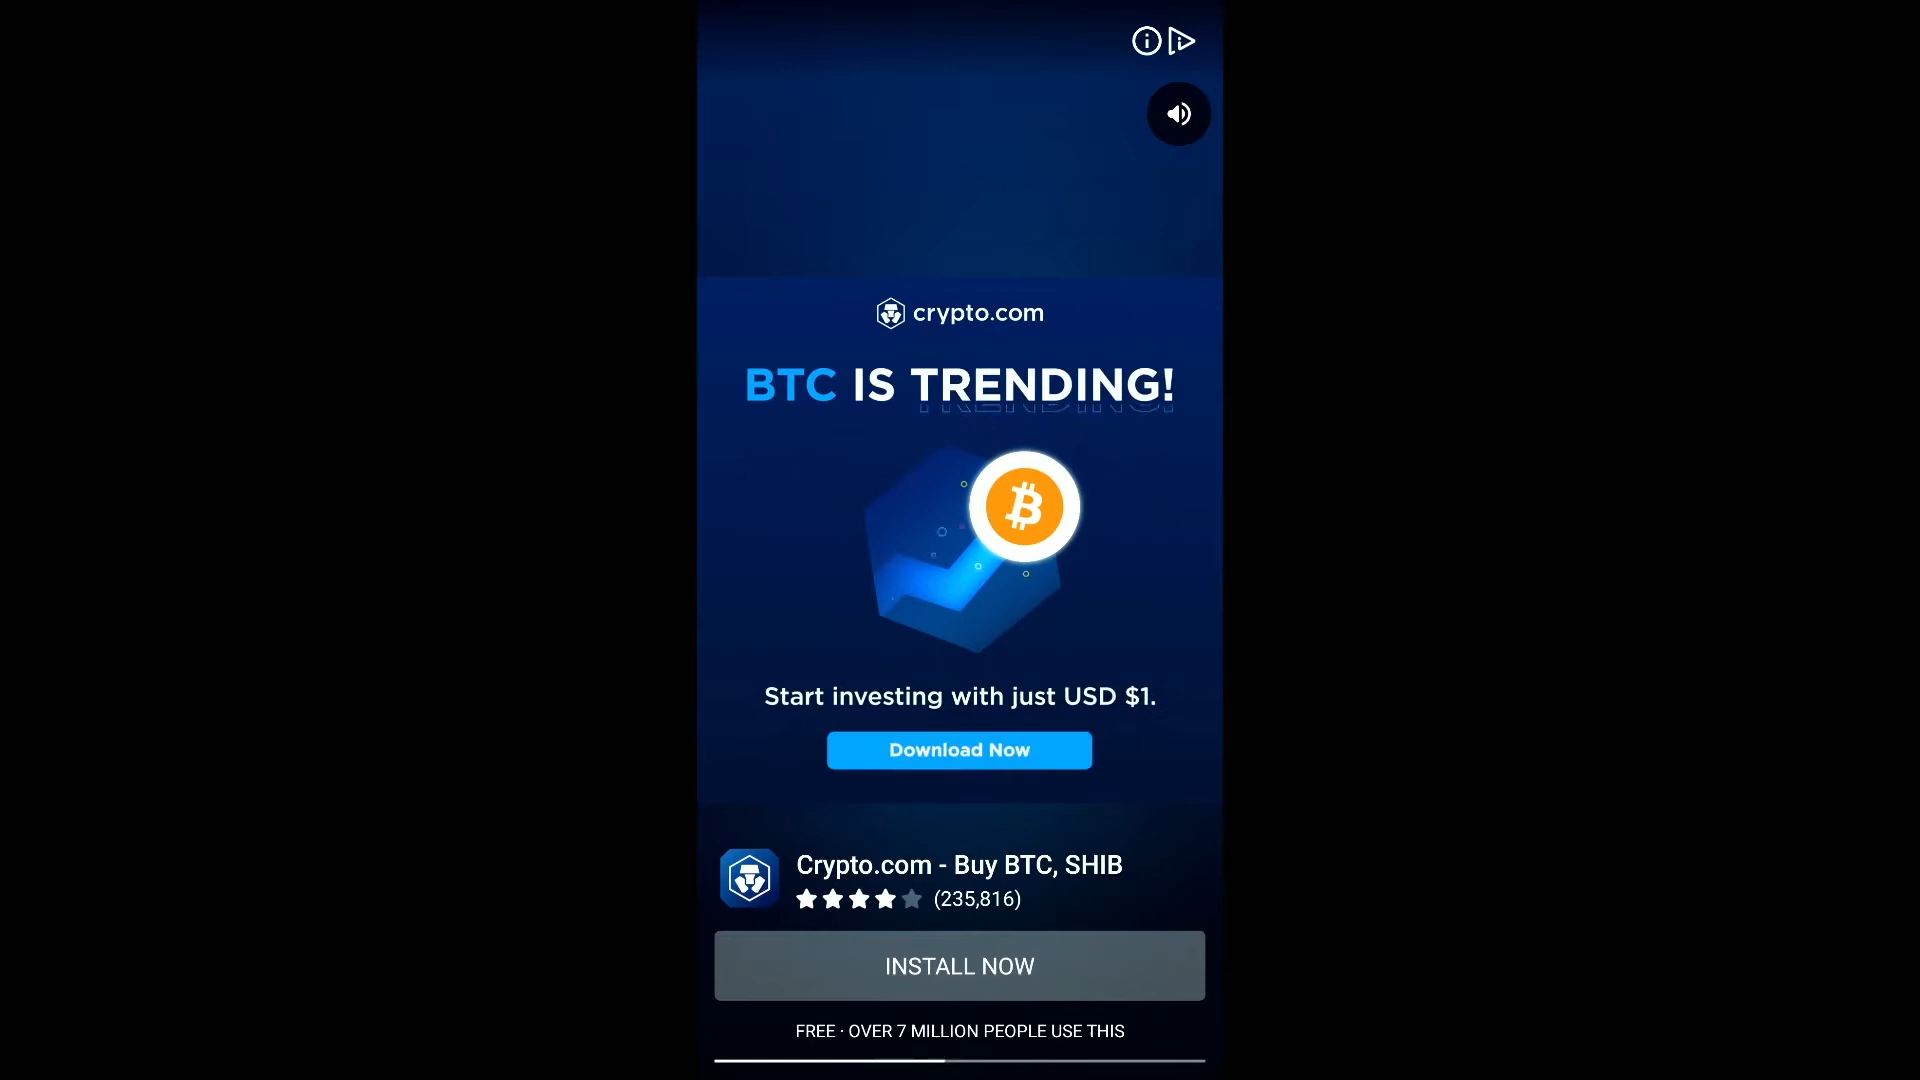 crypto.com
BTC IS TRENDING!
Start investing with just USD $1.
Download Now
Crypto.com - Buy BTC, SHIB
(235,816)
INSTALL NOW
FREE · OVER 7 MILLION PEOPLE USE THIS